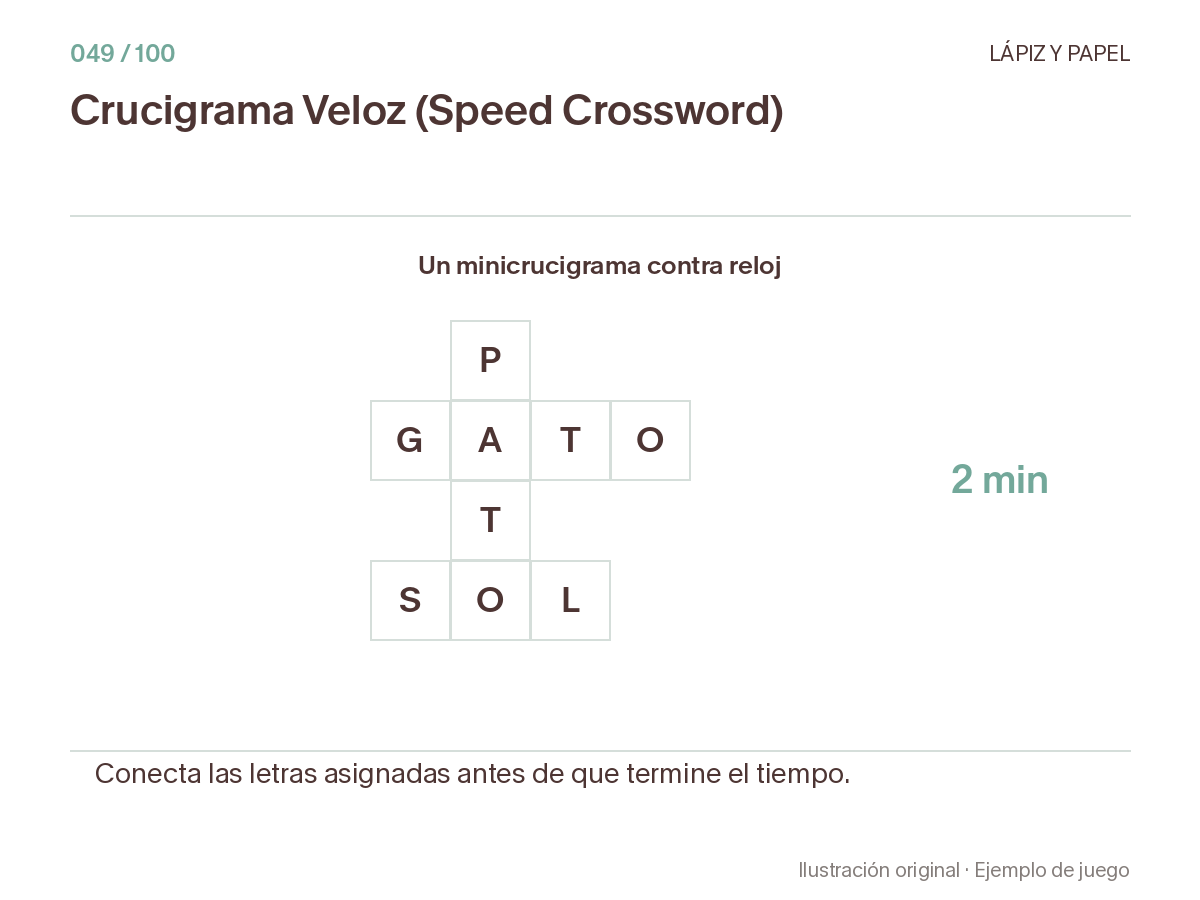 049 / 100
LÁPIZ Y PAPEL
Crucigrama Veloz (Speed Crossword)
Un minicrucigrama contra reloj
P
G A T O
T
S O L
2 min
Conecta las letras asignadas antes de que termine el tiempo.
Ilustración original · Ejemplo de juego